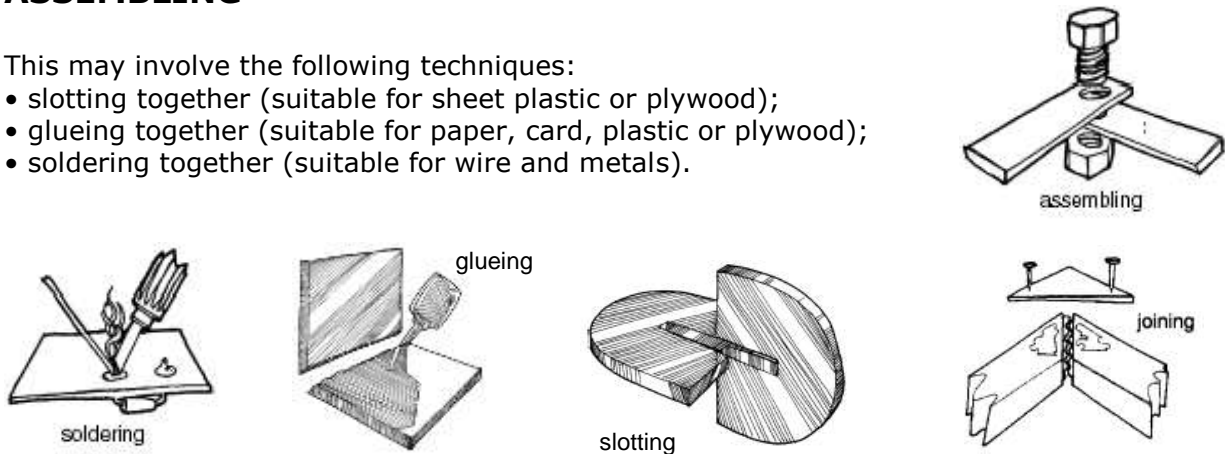 ASSEMBLING
This may involve the following techniques:
• slotting together (suitable for sheet plastic or plywood);
• glueing together (suitable for paper, card, plastic or plywood);
• soldering together (suitable for wire and metals).
assembling
glueing
joining
soldering
slotting